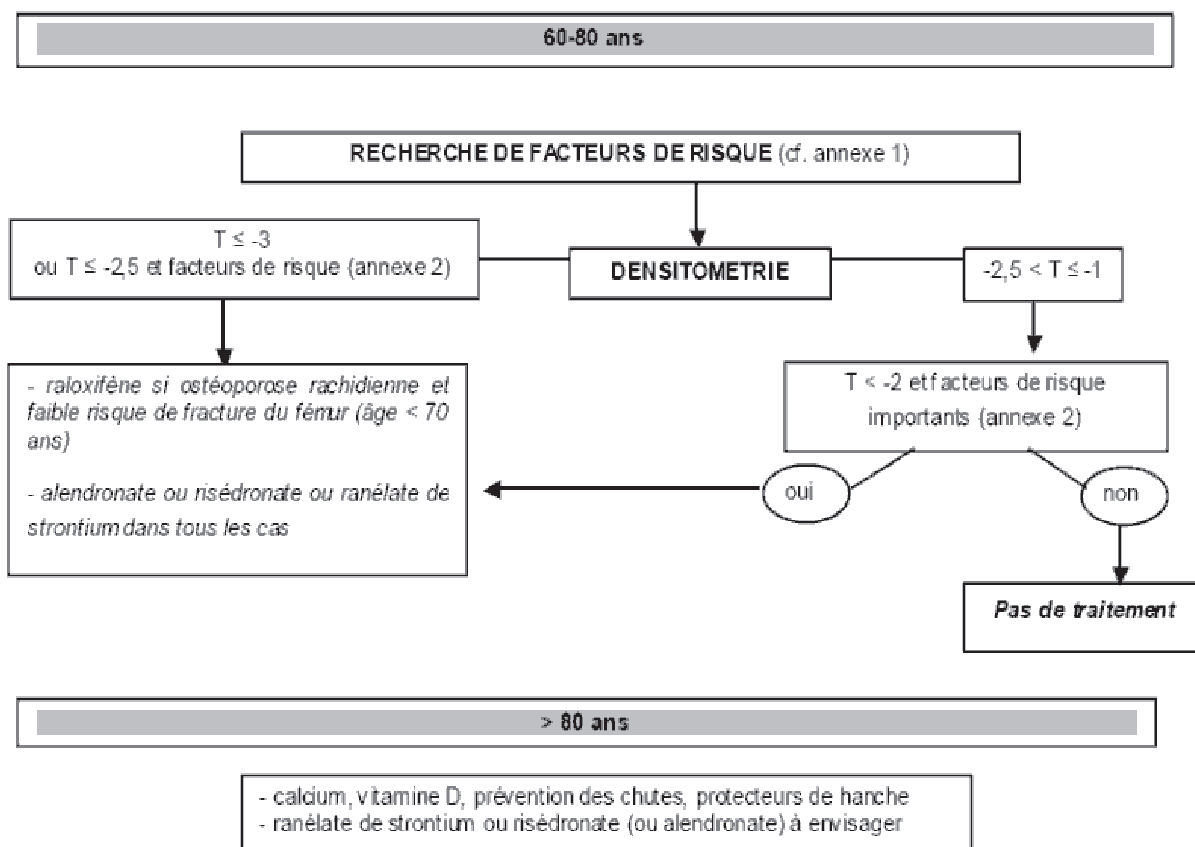 60-80 ans
RECHERCHE DE FACTEURS DE RISQUE (cf. annexe 1)
T ≤ -3
ou T ≤ -2,5 et facteurs de risque (annexe 2)
DENSITOMETRIE
-2,5 < T ≤ -1
- raloxifène si ostéoporose rachidienne et
faible risque de fracture du fémur (âge < 70
ans)
- alendronate ou risédronate ou ranélate de
strontium dans tous les cas
T < -2 et facteurs de risque
importants (annexe 2)
oui
non
Pas de traitement
> 80 ans
- calcium, vitamine D, prévention des chutes, protecteurs de hanche
- ranélate de strontium ou risédronate (ou alendronate) à envisager